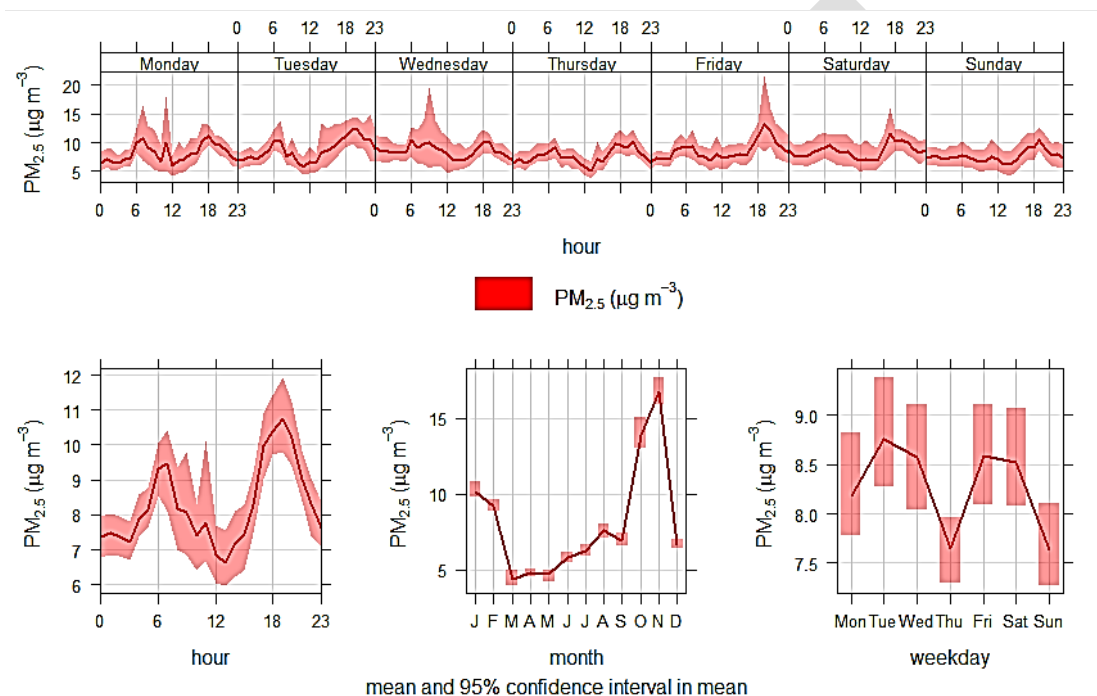 0 6 12 18 23 0 6 12 18 23 0 6 12 18 23
Monday Tuesday Wednesday Thursday Friday Saturday Sunday
20
15
10
5
PM2.5 (μg m−3)
0 6 12 18 23 0 6 12 18 23 0 6 12 18 23 0 6 12 18 23
hour
PM2.5 (μg m−3)
12
11
10
9
8
7
6
PM2.5 (μg m−3)
0 6 12 18 23
hour
15
10
5
PM2.5 (μg m−3)
J F M A M J J A S O N D
month
9.0
8.5
8.0
7.5
PM2.5 (μg m−3)
Mon Tue Wed Thu Fri Sat Sun
weekday
mean and 95% confidence interval in mean